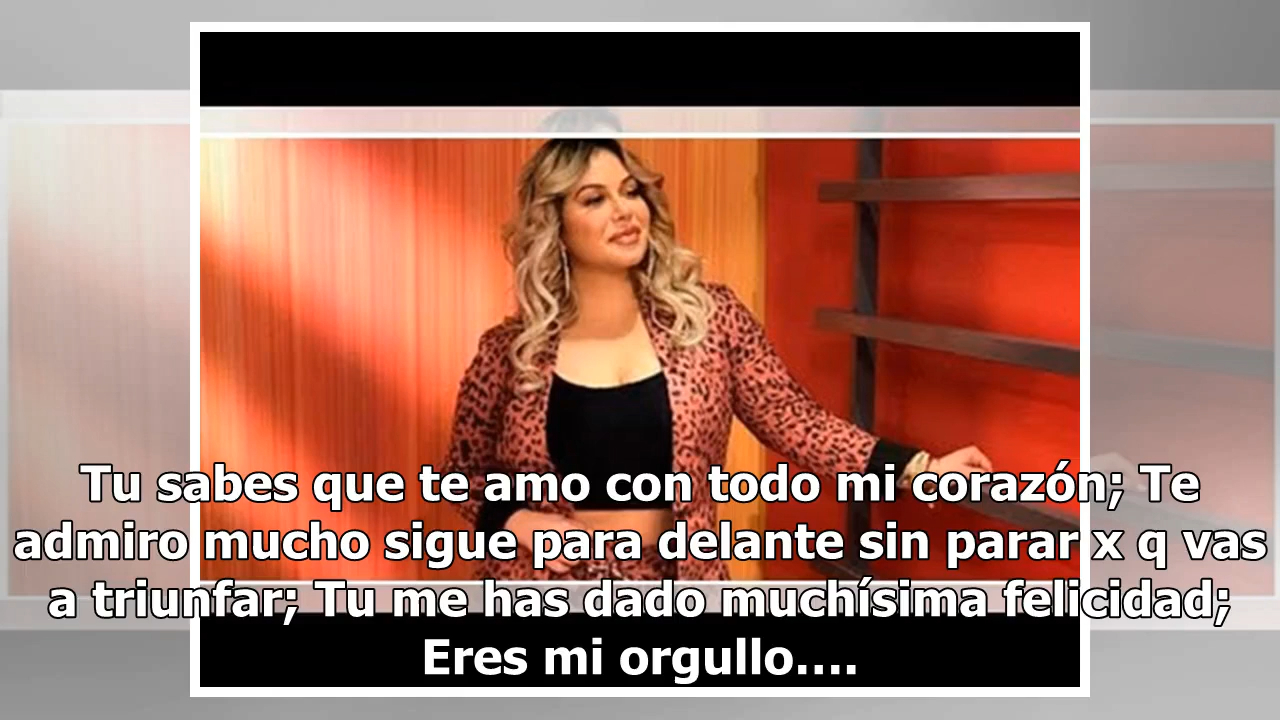 Tu sabes que te amo con todo mi corazón; Te
admiro mucho sigue para delante sin parar x q vas
a triunfar; Tu me has dado muchísima felicidad;
Eres mi orgullo....